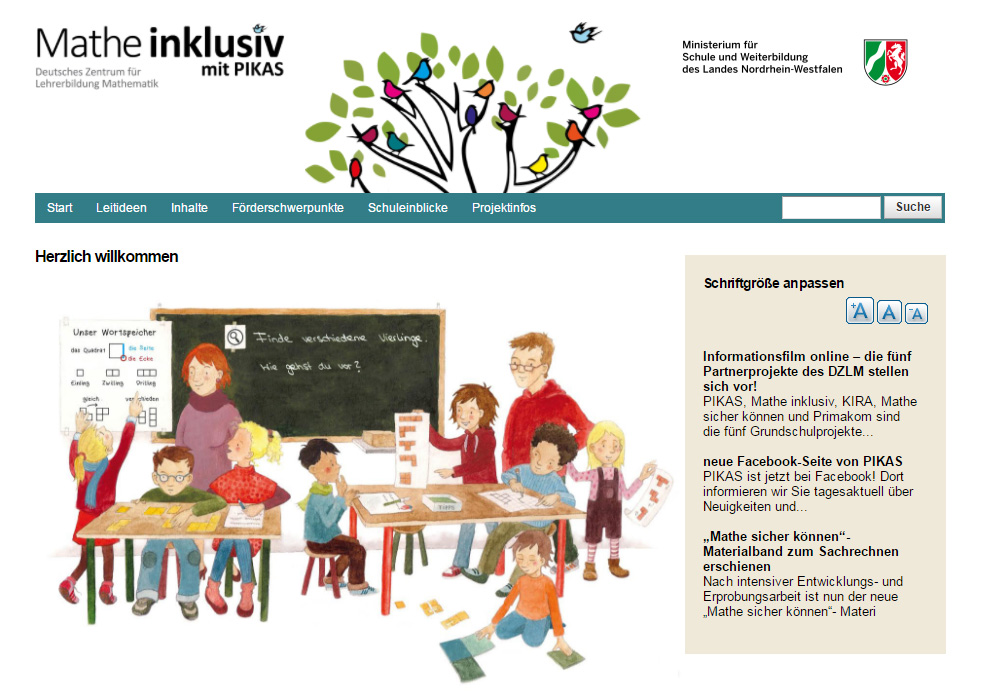 Mathe inklusiv
mit PIKAS
Deutsches Zentrum für
Lehrerbildung Mathematik
Ministerium für
Schule und Weiterbildung
des Landes Nordrhein-Westfalen
Start Leitideen Inhalte Förderschwerpunkte Schuleinblicke Projektinfos Suche
Herzlich willkommen
Unser Wortspeicher
das Quadrat die Seite
die Ecke
Einling Zwilling Drilling
gleich verschieden
Finde verschiedene Vierlinge.
Wie gehst du vor?
TIPPS
Schriftgröße anpassen
+A A -A
Informationsfilm online – die fünf
Partnerprojekte des DZLM stellen
sich vor!
PIKAS, Mathe inklusiv, KIRA, Mathe
sicher können und Primakom sind
die fünf Grundschulprojekte...
neue Facebook-Seite von PIKAS
PIKAS ist jetzt bei Facebook! Dort
informieren wir Sie tagesaktuell über
Neuigkeiten und...
„Mathe sicher können“-
Materialband zum Sachrechnen
erschienen
Nach intensiver Entwicklungs- und
Erprobungsarbeit ist nun der neue
„Mathe sicher können“- Materi